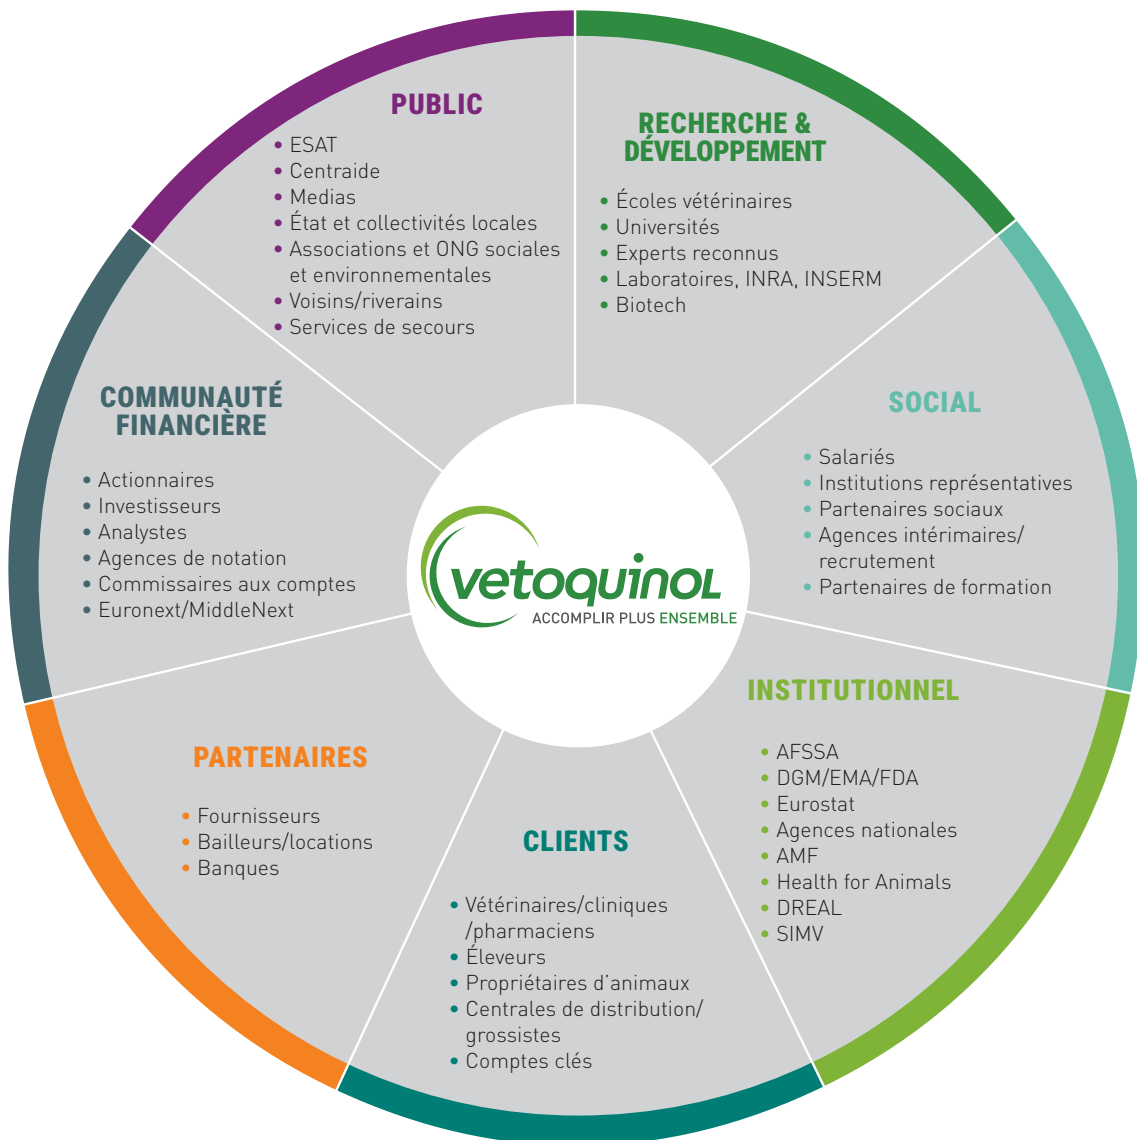 PUBLIC
• ESAT
• Centraide
• Medias
• État et collectivités locales
• Associations et ONG sociales
et environnementales
• Voisins/riverains
• Services de secours
RECHERCHE &
DÉVELOPPEMENT
• Écoles vétérinaires
• Universités
• Experts reconnus
• Laboratoires, INRA, INSERM
• Biotech
SOCIAL
• Salariés
• Institutions représentatives
• Partenaires sociaux
• Agences intérimaires/
recrutement
• Partenaires de formation
INSTITUTIONNEL
• AFSSA
• DGM/EMA/FDA
• Eurostat
• Agences nationales
• AMF
• Health for Animals
• DREAL
• SIMV
CLIENTS
• Vétérinaires/cliniques
/pharmaciens
• Éleveurs
• Propriétaires d’animaux
• Centrales de distribution/
grossistes
• Comptes clés
PARTENAIRES
• Fournisseurs
• Bailleurs/locations
• Banques
COMMUNAUTÉ
FINANCIÈRE
• Actionnaires
• Investisseurs
• Analystes
• Agences de notation
• Commissaires aux comptes
• Euronext/MiddleNext
vetoquinol
ACCOMPLIR PLUS ENSEMBLE